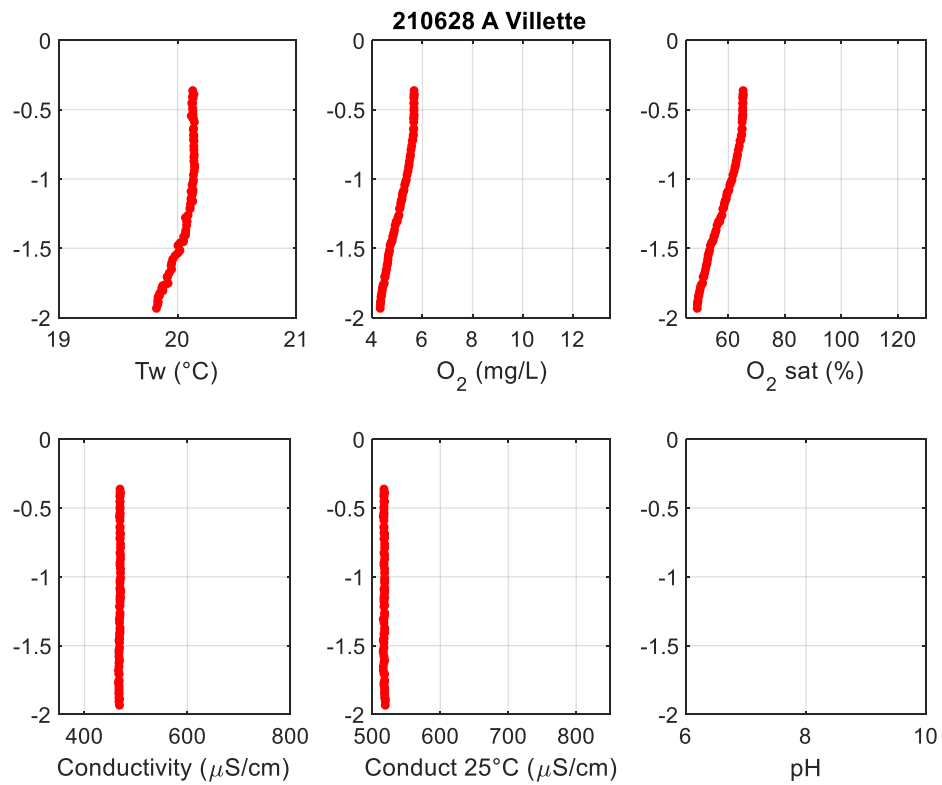 210628 A Villette
0
-0.5
-1
-1.5
-2
19 20 21
Tw (°C)
0
-0.5
-1
-1.5
-2
4 6 8 10 12
O2 (mg/L)
0
-0.5
-1
-1.5
-2
60 80 100 120
O2 sat (%)
0
-0.5
-1
-1.5
-2
400 600 800
Conductivity (μS/cm)
0
-0.5
-1
-1.5
-2
500 600 700 800
Conduct 25°C (μS/cm)
0
-0.5
-1
-1.5
-2
6 8 10
pH